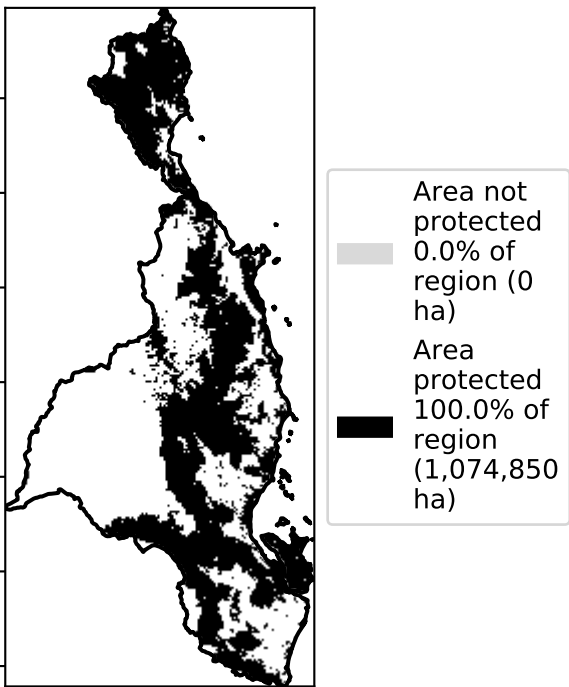 Area not
protected
0.0% of
region (0
ha)
Area
protected
100.0% of
region
(1,074,850
ha)